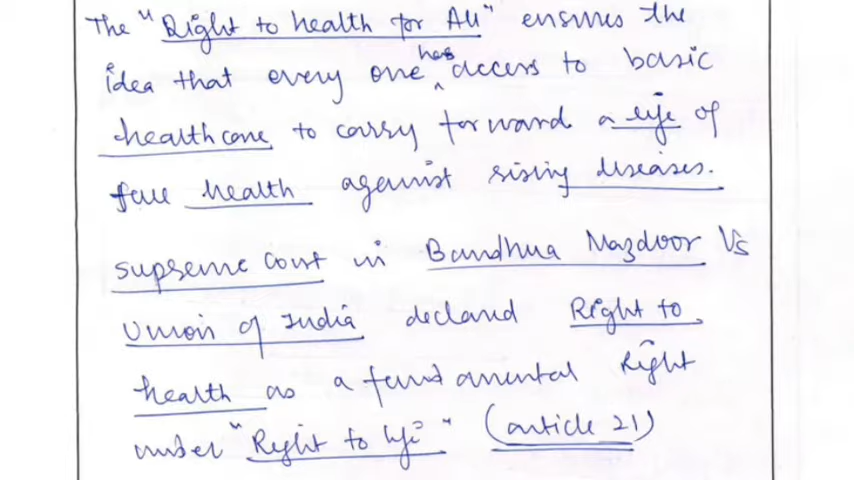 The "Right to health for All" ensures the
idea that every one has access to basic
healthcare to carry forward a life of
health against rising diseases.
supreme court in Bandhua Mazdoor Vs
Union of India declared Right to
health as a fundamental Right
under "Right to life" (article 21)